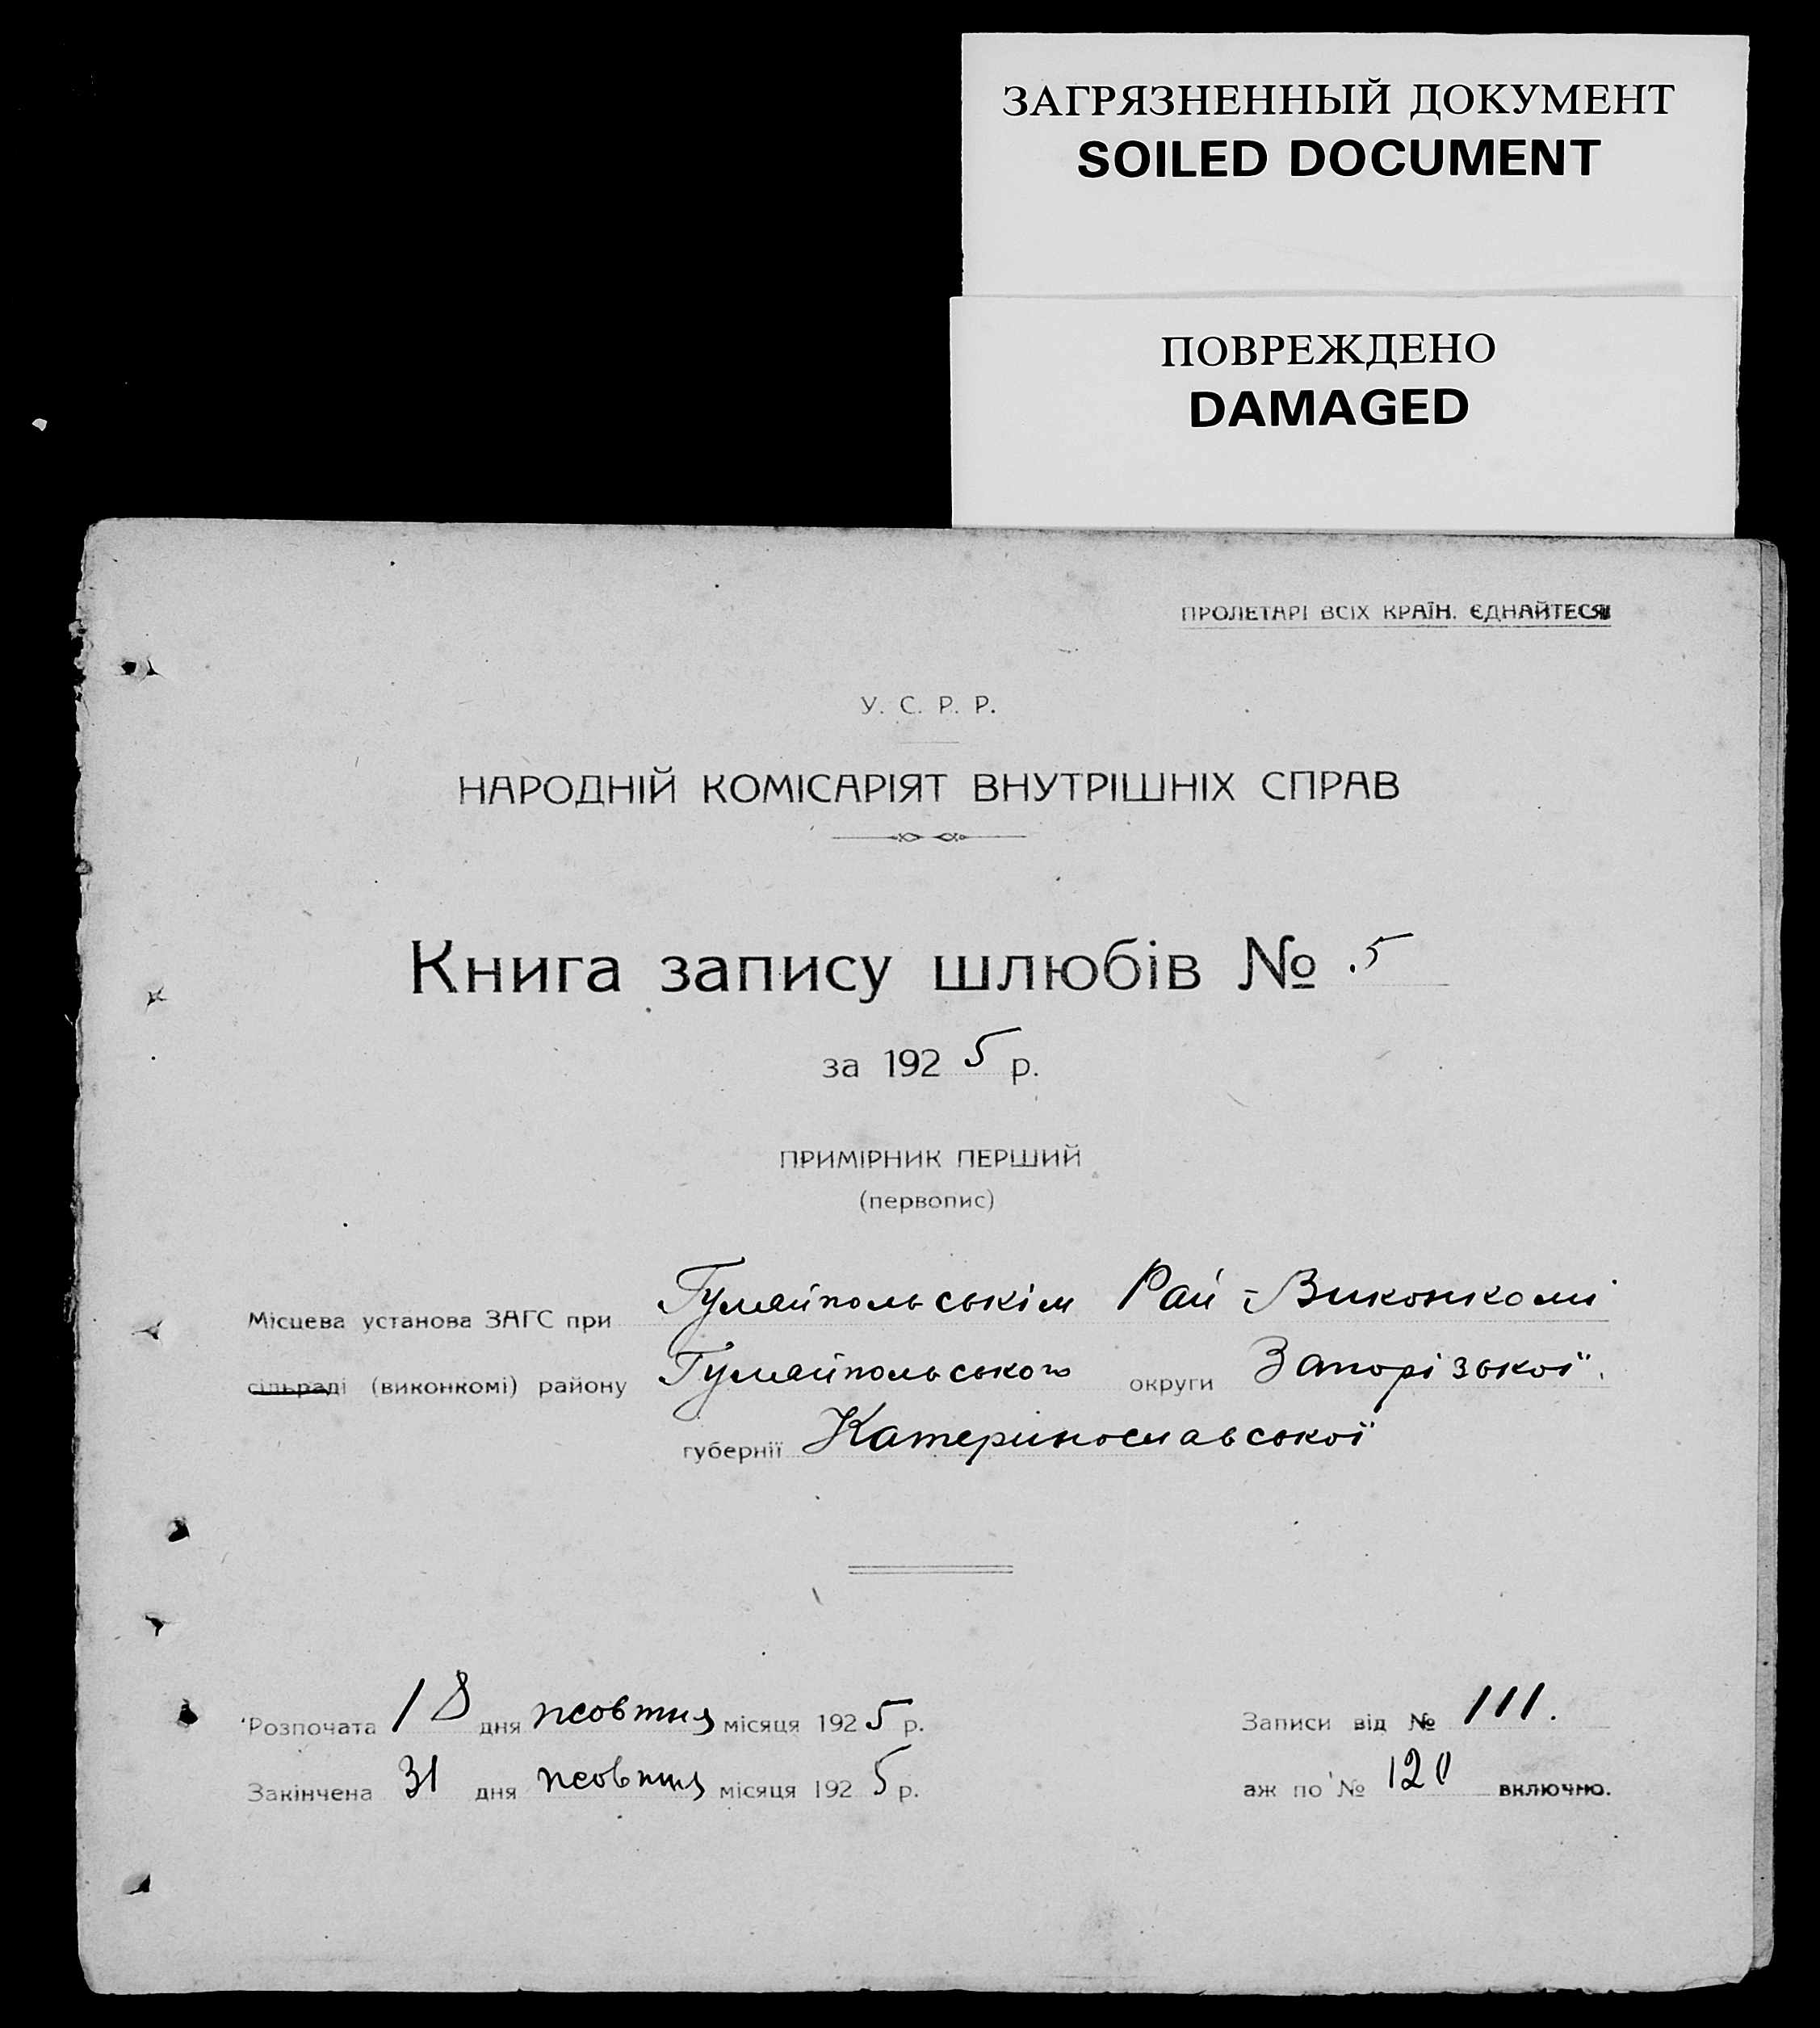 ЗАГРЯЗНЕННЫЙ ДОКУМЕНТ
SOILED DOCUMENT
ПОВРЕЖДЕНО
DAMAGED
ПРОЛЕТАРІ ВСІХ КРАЇН. ЄДНАЙТЕСЯ
У. С. Р. Р.
НАРОДНІЙ КОМІСАРІЯТ ВНУТРІШНІХ СПРАВ
Книга запису шлюбів № 5
за 1925 р.
ПРИМІРНИК ПЕРШИЙ
(первопис)
Місцева установа ЗАГС при Гуляйпольськім Рай-Виконкомі
сільраді (виконкомі) району Гуляйпольського округи Запорізької.
губернії Катеринославської
Розпочата 18 дня жовтня місяця 1925 р. Записи від № 111.
Закінчена 31 дня жовтня місяця 1925 р. аж по № 120 включно.